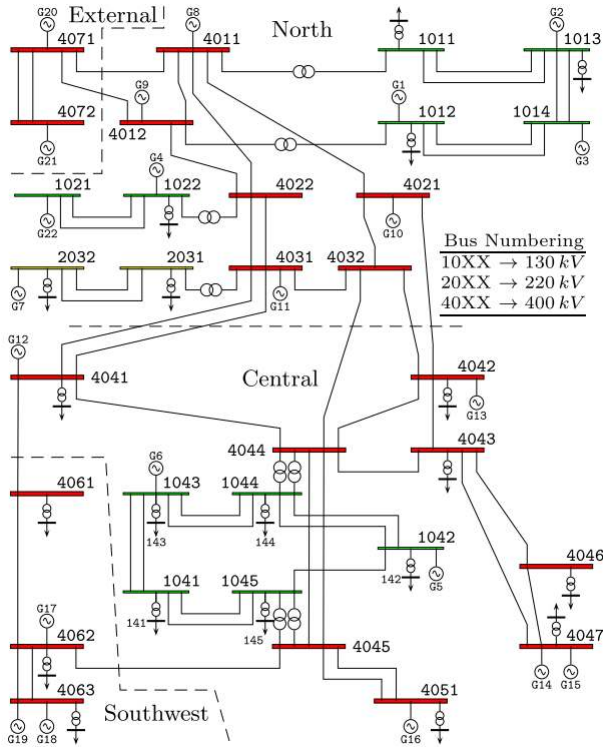 External
North
G20
G8
G2
4071
4011
1011
1013
G9
G1
4072
4012
1012
1014
G21
G4
G3
1021
1022
4022
4021
G22
G10
Bus Numbering
10XX → 130 kV
20XX → 220 kV
40XX → 400 kV
2032
2031
4031
4032
G7
G11
G12
4041
Central
4042
G13
4044
4043
4061
G6
1043
1044
143
144
1042
142
G5
4046
1041
1045
141
145
G17
4062
4045
4047
G14
G15
4063
Southwest
4051
G19
G18
G16